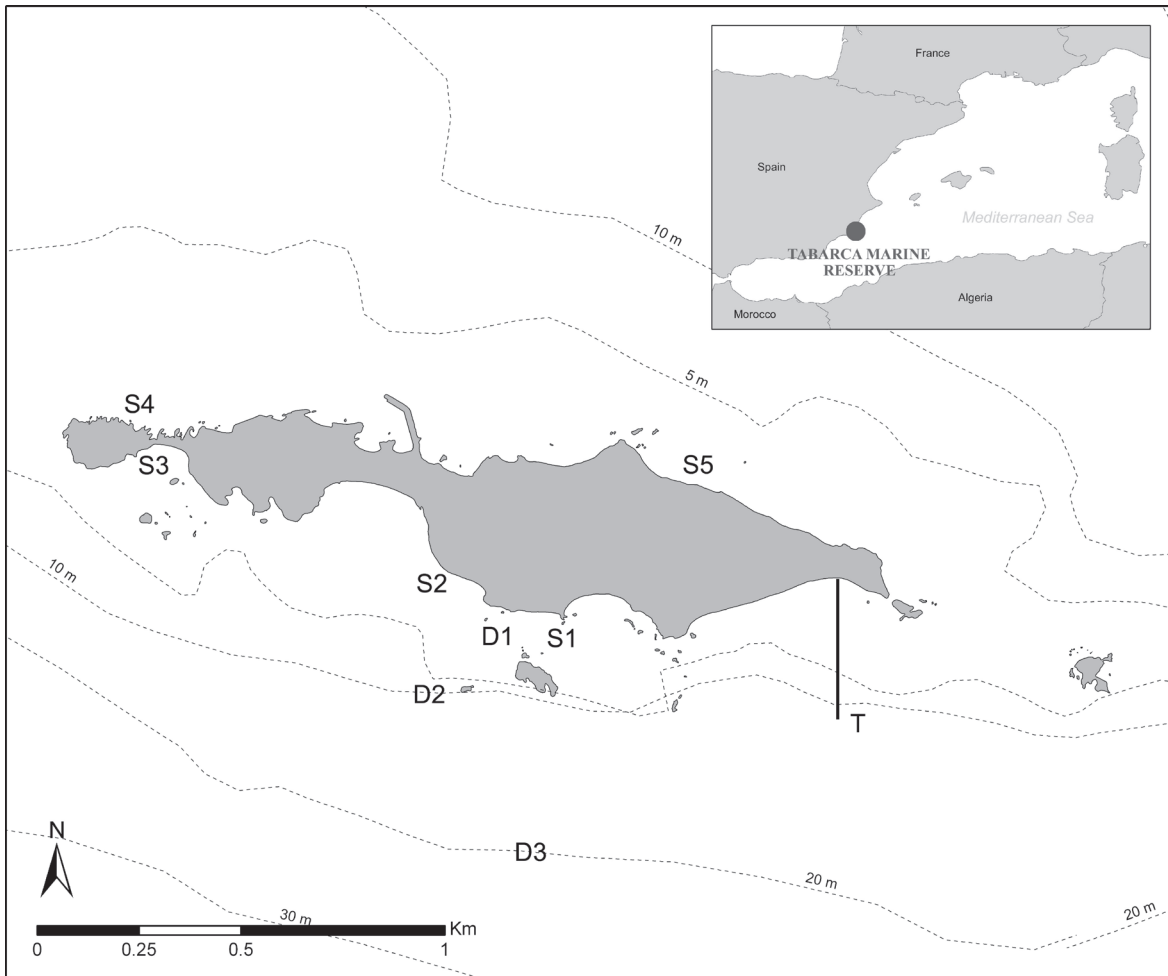 France
Spain
Mediterranean Sea
TABARCA MARINE
RESERVE
Algeria
Morocco
10 m
5 m
S4
S3
S5
10 m
S2
D1
S1
D2
T
D3
20 m
20 m
30 m
N
Km
0
0.25
0.5
1